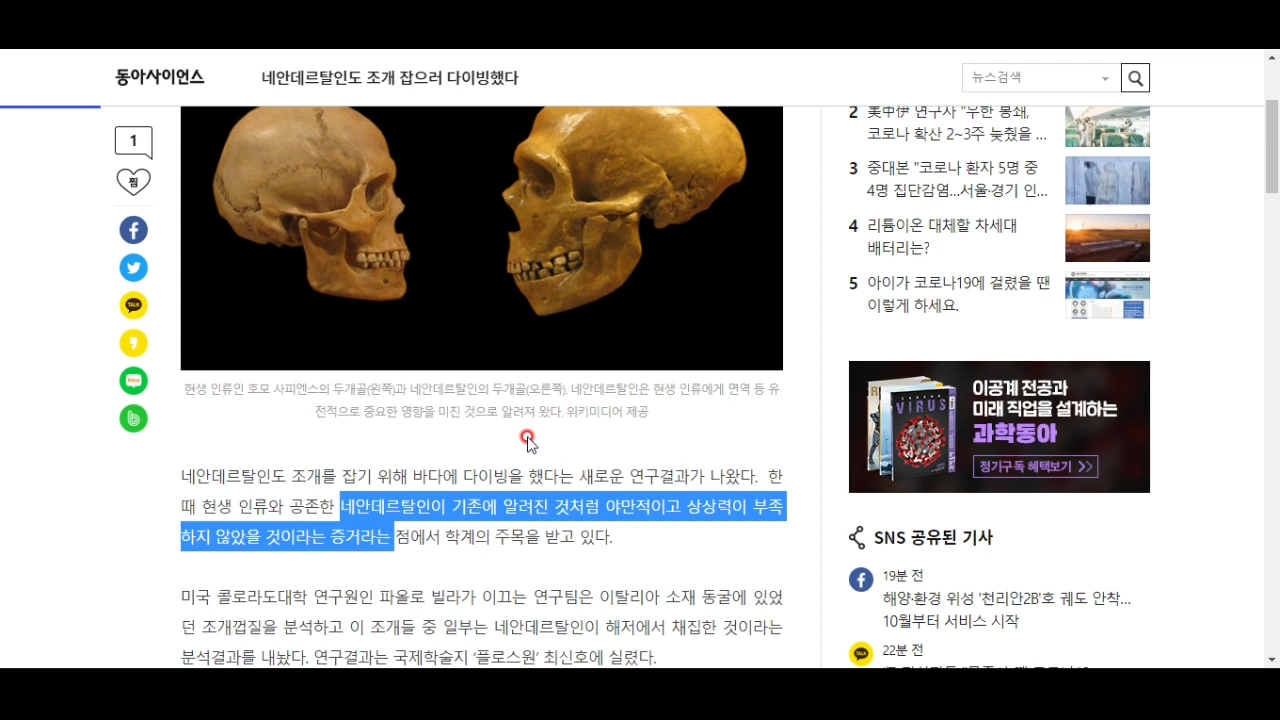 동아사이언스
네안데르탈인도 조개 잡으러 다이빙했다
뉴스검색
1
찜
TALK
blog
현생 인류인 호모 사피엔스의 두개골(왼쪽)과 네안데르탈인의 두개골(오른쪽). 네안데르탈인은 현생 인류에게 면역 등 유
전적으로 중요한 영향을 미친 것으로 알려져 왔다. 위키미디어 제공
네안데르탈인도 조개를 잡기 위해 바다에 다이빙을 했다는 새로운 연구결과가 나왔다. 한
때 현생 인류와 공존한 네안데르탈인이 기존에 알려진 것처럼 야만적이고 상상력이 부족
하지 않았을 것이라는 증거라는 점에서 학계의 주목을 받고 있다.
미국 콜로라도대학 연구원인 파올로 빌라가 이끄는 연구팀은 이탈리아 소재 동굴에 있었
던 조개껍질을 분석하고 이 조개들 중 일부는 네안데르탈인이 해저에서 채집한 것이라는
분석결과를 내놨다. 연구결과는 국제학술지 '플로스원' 최신호에 실렸다.
2 美中伊 연구자 "우한 봉쇄,
코로나 확산 2~3주 늦췄을 ...
3 중대본 "코로나 환자 5명 중
4명 집단감염...서울·경기 인...
4 리튬이온 대체할 차세대
배터리는?
5 아이가 코로나19에 걸렸을 땐
이렇게 하세요.
VIRUS
이공계 전공과
미래 직업을 설계하는
과학동아
정기구독 혜택보기
SNS 공유된 기사
19분 전
해양·환경 위성 '천리안2B'호 궤도 안착...
10월부터 서비스 시작
TALK
22분 전